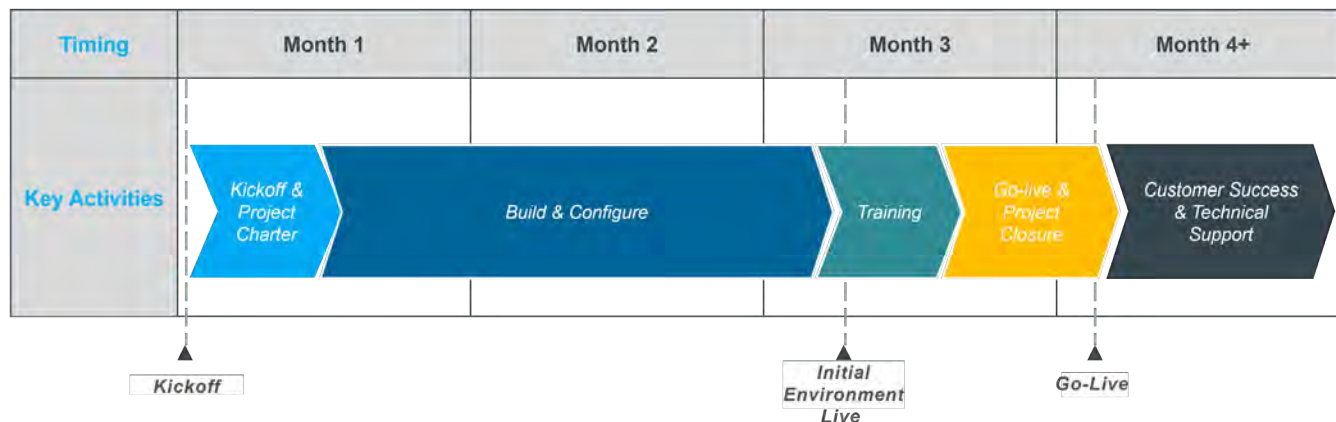 Timing
Month 1
Month 2
Month 3
Month 4+
Key Activities
Kickoff &
Project
Charter
Build & Configure
Training
Go-live &
Project
Closure
Customer Success
& Technical
Support
Kickoff
Initial
Environment
Live
Go-Live